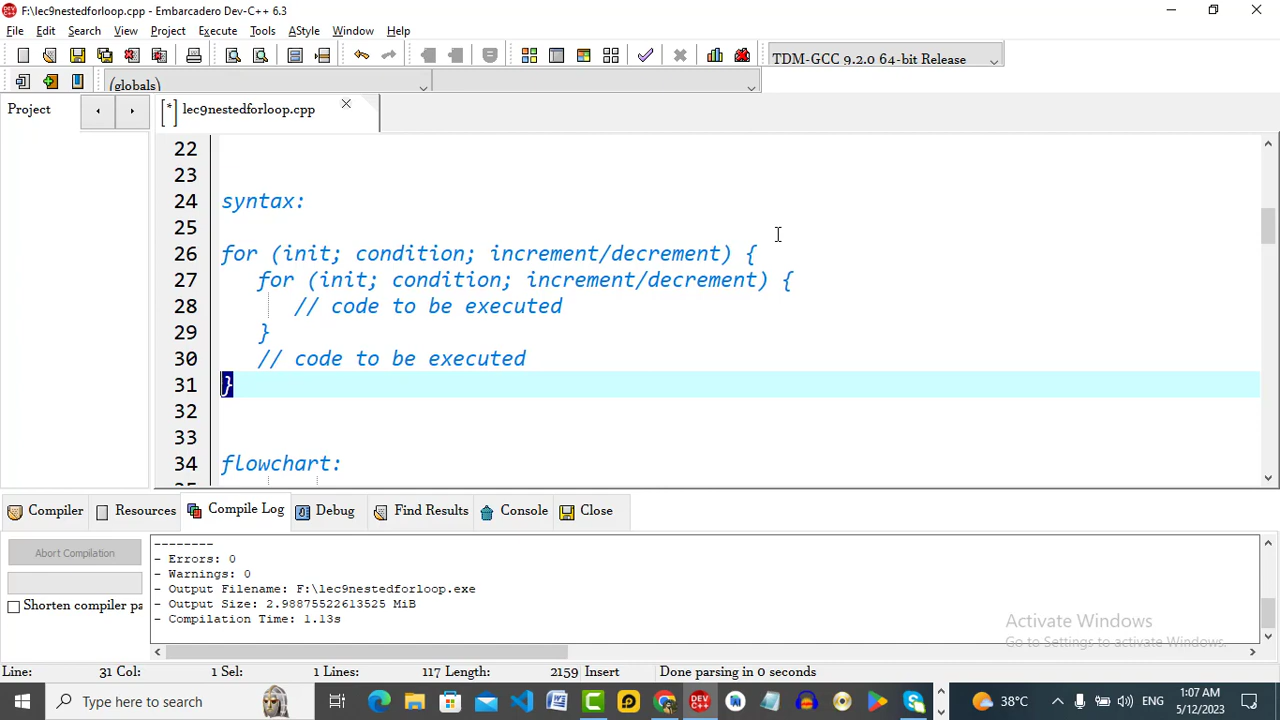 F:\lec9nestedforloop.cpp - Embarcadero Dev-C++ 6.3
File Edit Search View Project Execute Tools AStyle Window Help
TDM-GCC 9.2.0 64-bit Release
(globals)
Project
[*] lec9nestedforloop.cpp
22
23
24 syntax:
25
26 for (init; condition; increment/decrement) {
27 for (init; condition; increment/decrement) {
28 // code to be executed
29 }
30 // code to be executed
31 }
32
33
34 flowchart:
Compiler Resources Compile Log Debug Find Results Console Close
Abort Compilation
Shorten compiler pa
--------
- Errors: 0
- Warnings: 0
- Output Filename: F:\lec9nestedforloop.exe
- Output Size: 2.98875522613525 MiB
- Compilation Time: 1.13s
Activate Windows
Go to Settings to activate Windows.
Line: 31 Col: 1 Sel: 1 Lines: 117 Length: 2159 Insert Done parsing in 0 seconds
Type here to search
38°C
ENG
1:07 AM
5/12/2023